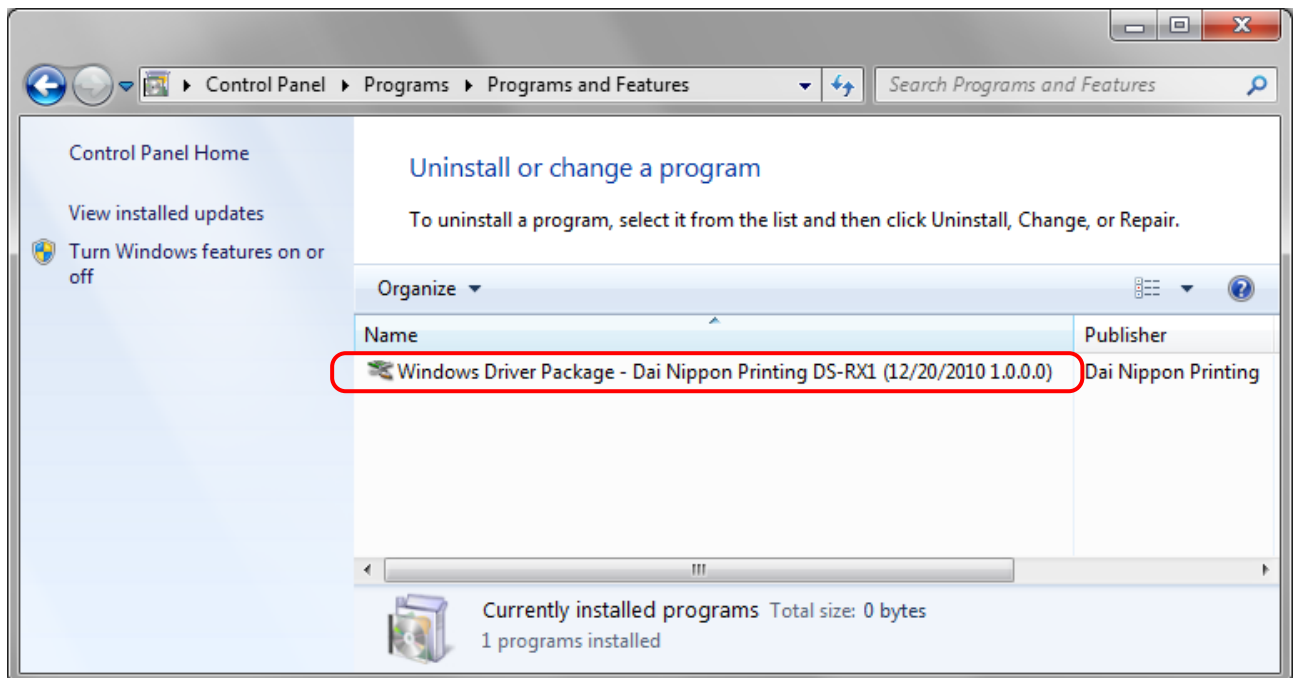 Control Panel Programs Programs and Features Search Programs and Features
Control Panel Home
View installed updates
Turn Windows features on or
off
Uninstall or change a program
To uninstall a program, select it from the list and then click Uninstall, Change, or Repair.
Organize
Name Publisher
Windows Driver Package - Dai Nippon Printing DS-RX1 (12/20/2010 1.0.0.0) Dai Nippon Printing
Currently installed programs Total size: 0 bytes
1 programs installed